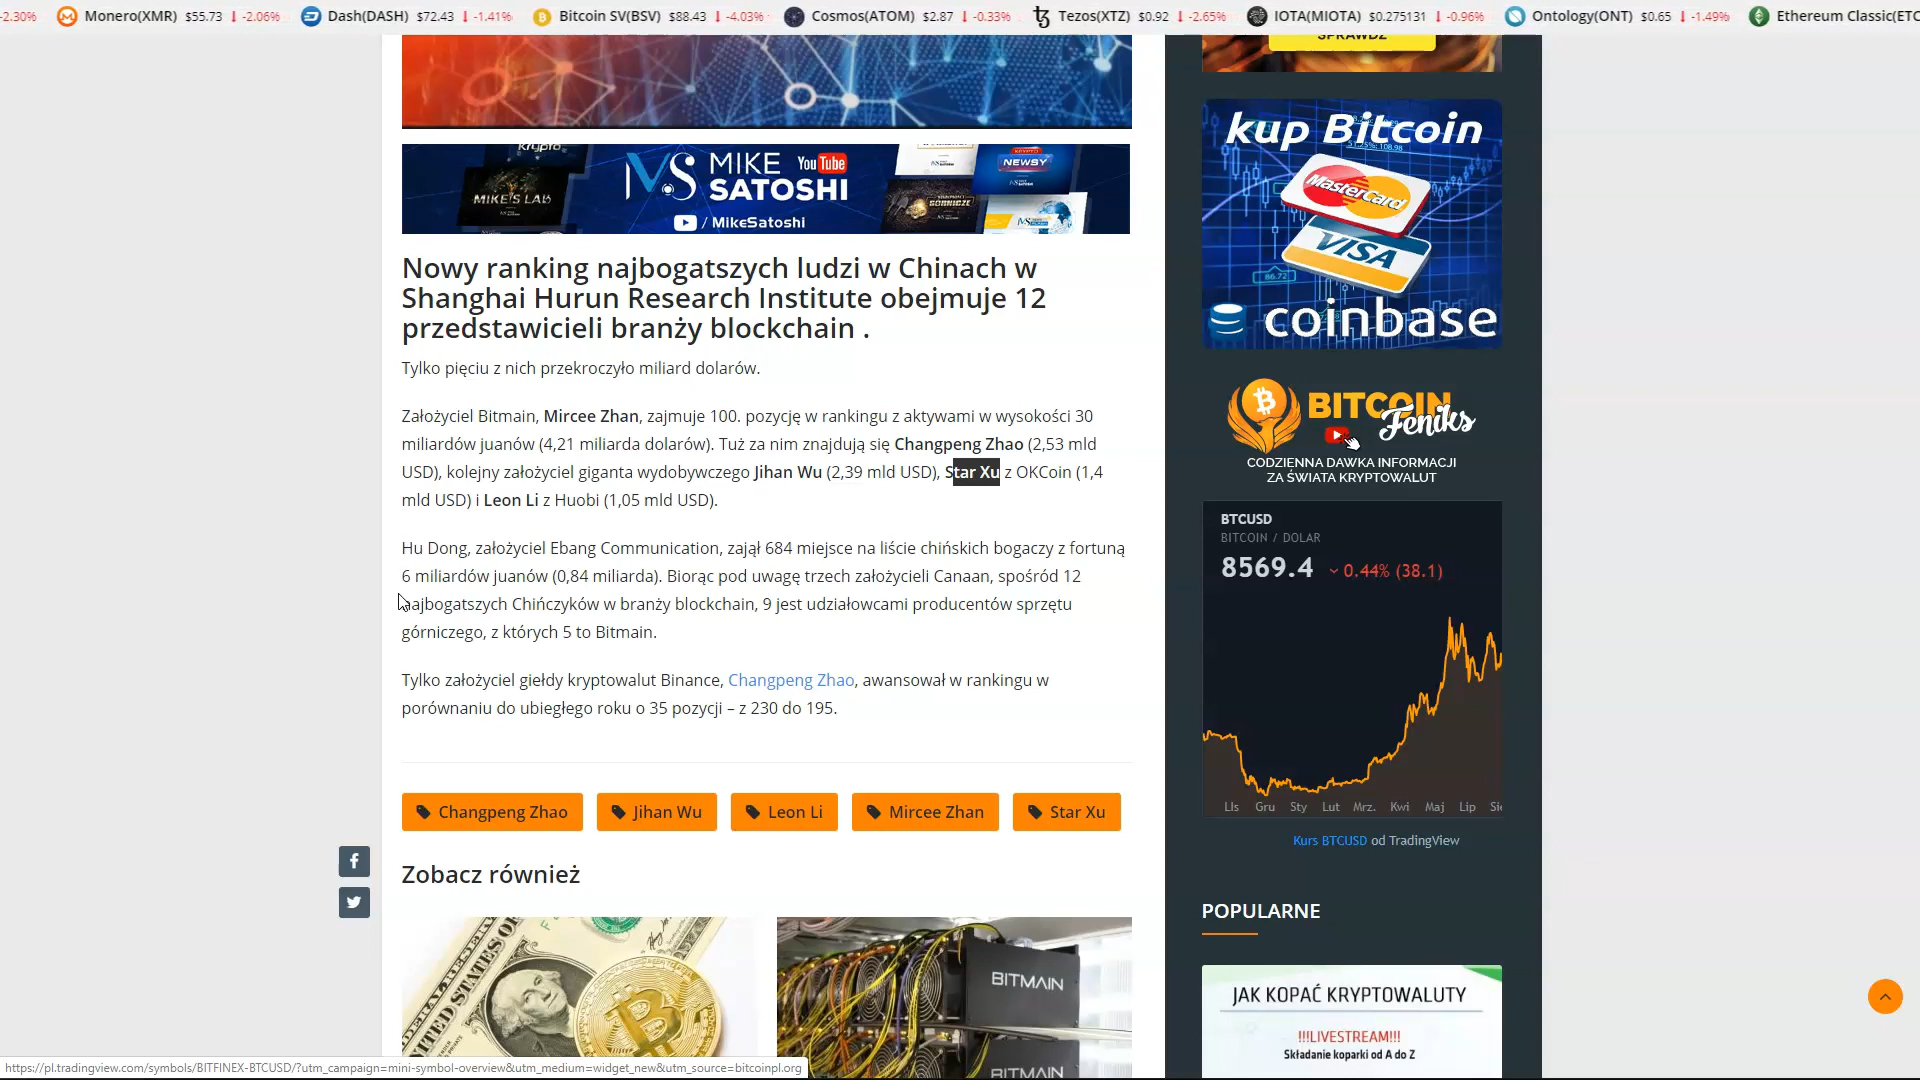 -2.30% Monero(XMR) $55.73 -2.06% Dash(DASH) $72.43 -1.41% Bitcoin SV(BSV) $88.43 -4.03% Cosmos(ATOM) $2.87 -0.33% Tezos(XTZ) $0.92 -2.65% IOTA(MIOTA) $0.275131 -0.96% Ontology(ONT) $0.65 -1.49% Ethereum Classic(ETC
Krypto
MIKE'S LAB
MS MIKE SATOSHI
YouTube
/ MikeSatoshi
KRYPTO
NEWSY
GÓRNICZE
Nowy ranking najbogatszych ludzi w Chinach w
Shanghai Hurun Research Institute obejmuje 12
przedstawicieli branży blockchain .
Tylko pięciu z nich przekroczyło miliard dolarów.
Założyciel Bitmain, Mircee Zhan, zajmuje 100. pozycję w rankingu z aktywami w wysokości 30
miliardów juanów (4,21 miliarda dolarów). Tuż za nim znajdują się Changpeng Zhao (2,53 mld
USD), kolejny założyciel giganta wydobywczego Jihan Wu (2,39 mld USD), Star Xu z OKCoin (1,4
mld USD) i Leon Li z Huobi (1,05 mld USD).
Hu Dong, założyciel Ebang Communication, zajął 684 miejsce na liście chińskich bogaczy z fortuną
6 miliardów juanów (0,84 miliarda). Biorąc pod uwagę trzech założycieli Canaan, spośród 12
najbogatszych Chińczyków w branży blockchain, 9 jest udziałowcami producentów sprzętu
górniczego, z których 5 to Bitmain.
Tylko założyciel giełdy kryptowalut Binance, Changpeng Zhao, awansował w rankingu w
porównaniu do ubiegłego roku o 35 pozycji – z 230 do 195.
Changpeng Zhao
Jihan Wu
Leon Li
Mircee Zhan
Star Xu
Zobacz również
BITMAIN
BITMAIN
SPRAWDŹ
kup Bitcoin
MasterCard
VISA
86.72
coinbase
BITCOIN
Feniks
CODZIENNA DAWKA INFORMACJI
ZA ŚWIATA KRYPTOWALUT
BTCUSD
BITCOIN / DOLAR
8569.4 0.44% (38.1)
Lis Gru Sty Lut Mrz. Kwi Maj Lip Sie
Kurs BTCUSD od TradingView
POPULARNE
JAK KOPAĆ KRYPTOWALUTY
!!!LIVESTREAM!!!
Składanie koparki od A do Z
https://pl.tradingview.com/symbols/BITFINEX-BTCUSD/?utm_campaign=mini-symbol-overview&utm_medium=widget_new&utm_source=bitcoinpl.org